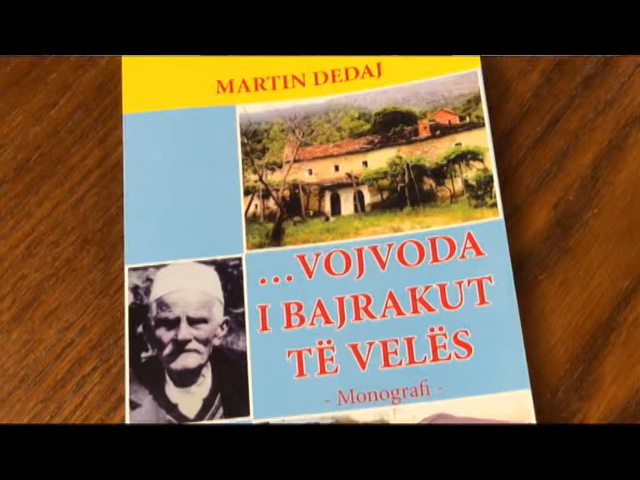 MARTIN DEDAJ
...VOJVODA
I BAJRAKUT
TË VELËS
- Monografi -